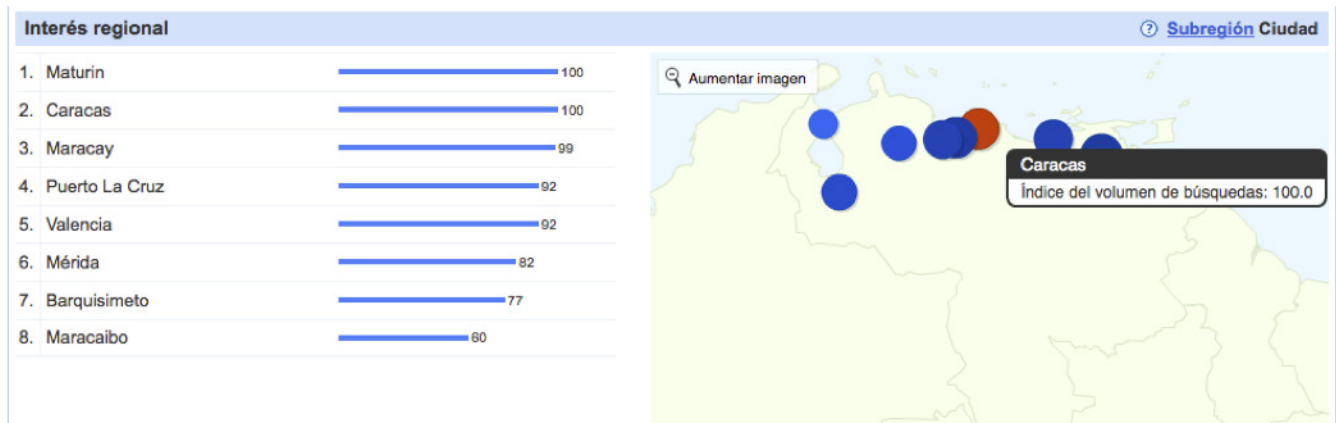 Interés regional
? Subregión Ciudad
1. Maturin 100
2. Caracas 100
3. Maracay 99
4. Puerto La Cruz 92
5. Valencia 92
6. Mérida 82
7. Barquisimeto 77
8. Maracaibo 60
Aumentar imagen
Caracas
Índice del volumen de búsquedas: 100.0